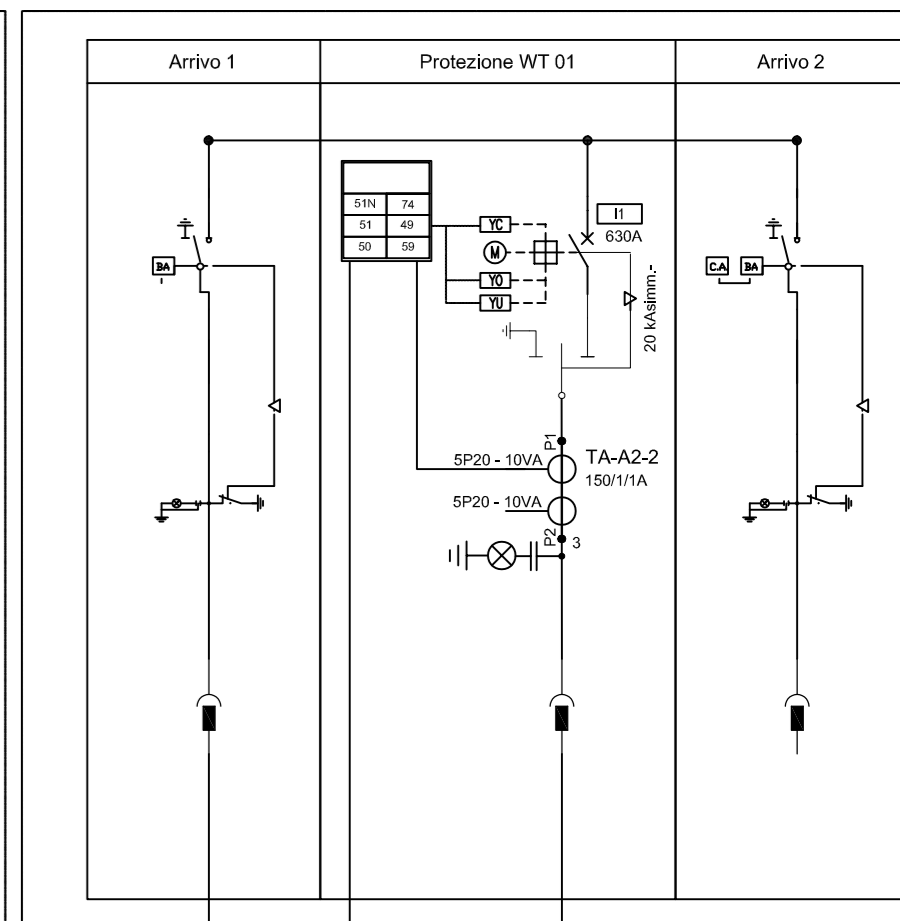 Arrivo 1
Protezione WT 01
Arrivo 2
51N 74
51 49
50 59
YC
M
YO
YU
I1
630A
20 kAsimm.-
BA
C.A BA
P1
5P20 - 10VA
TA-A2-2
150/1/1A
5P20 - 10VA
P2
3